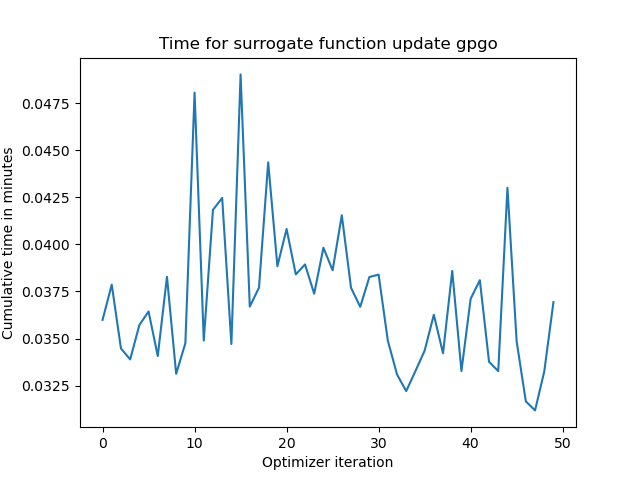 Time for surrogate function update gpgo
Cumulative time in minutes
0.0475
0.0450
0.0425
0.0400
0.0375
0.0350
0.0325
0 10 20 30 40 50
Optimizer iteration